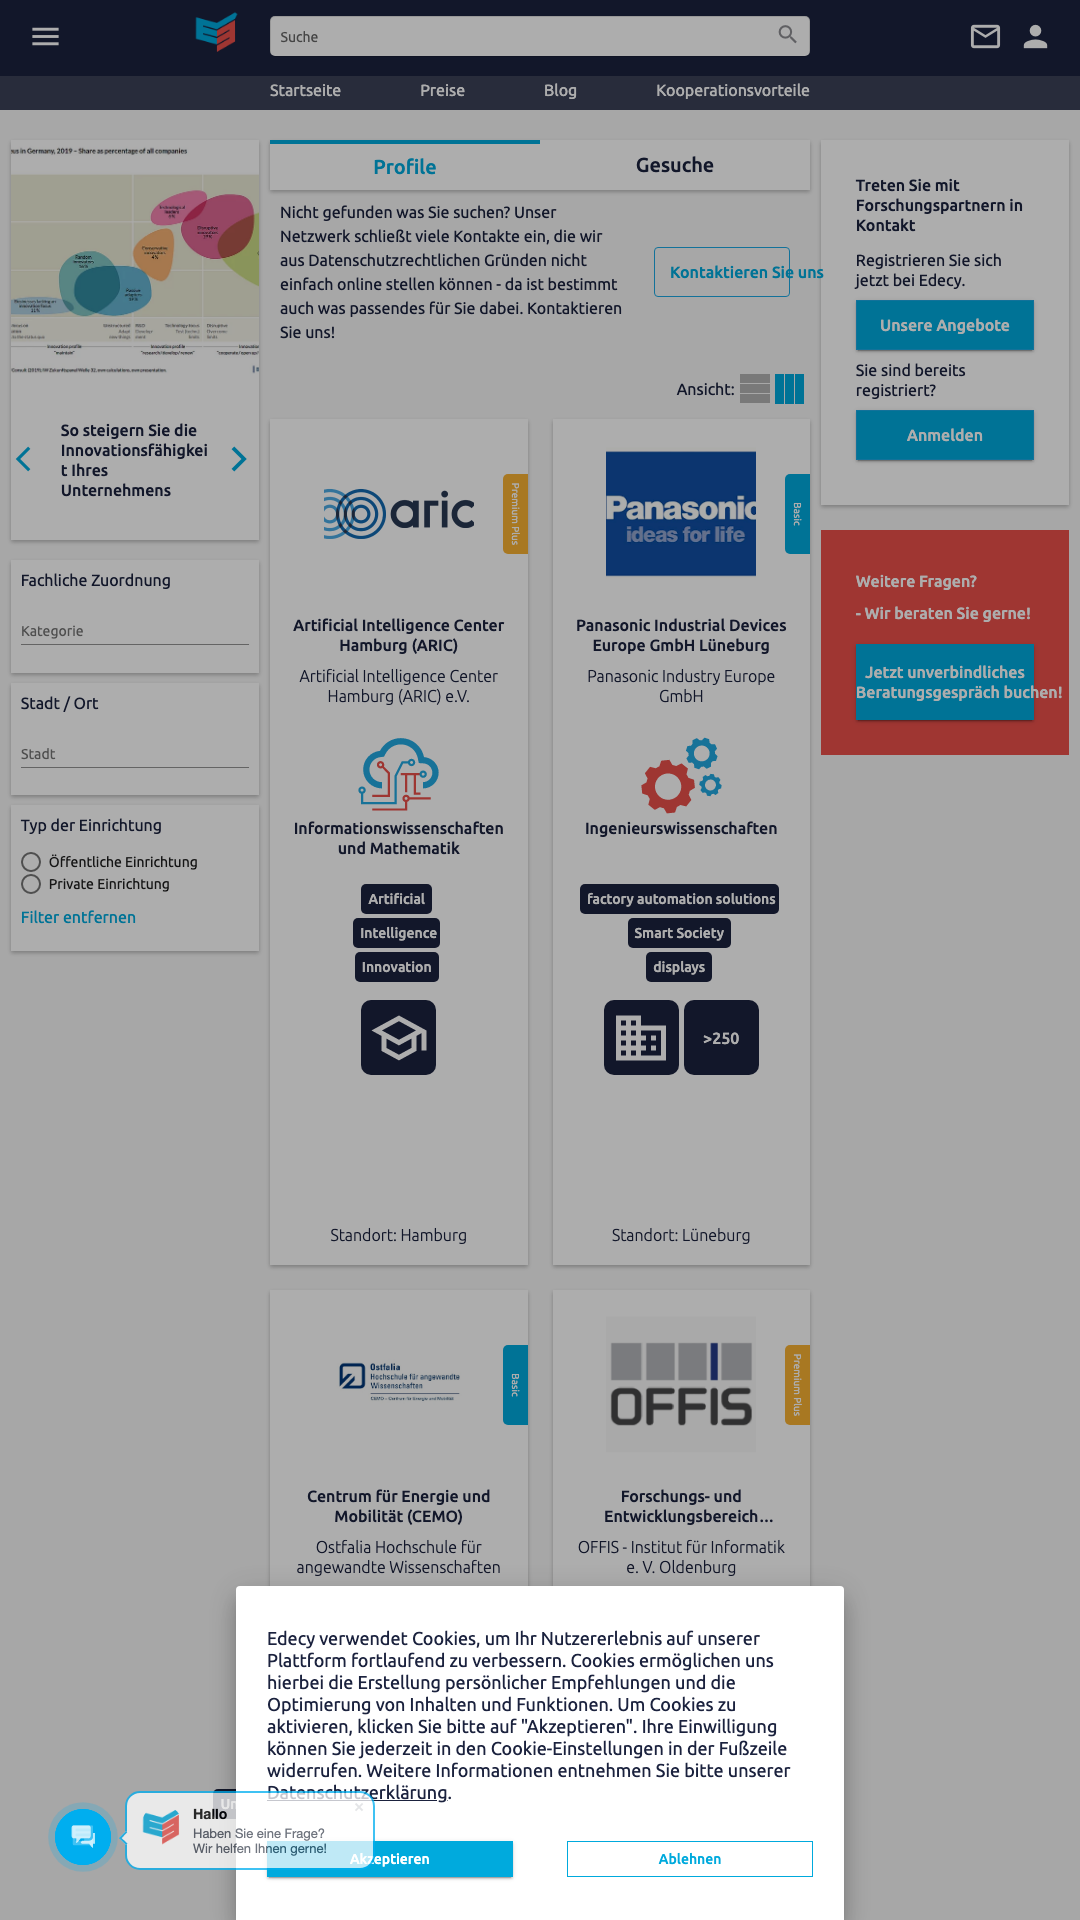 Suche
Startseite
Preise
Blog
Kooperationsvorteile
us in Germany, 2019 – Share as percentage of all companies
So steigern Sie die
Innovationsfähigkei
t Ihres
Unternehmens
Fachliche Zuordnung
Kategorie
Stadt / Ort
Stadt
Typ der Einrichtung
Öffentliche Einrichtung
Private Einrichtung
Filter entfernen
Profile
Gesuche
Nicht gefunden was Sie suchen? Unser
Netzwerk schließt viele Kontakte ein, die wir
aus Datenschutzrechtlichen Gründen nicht
einfach online stellen können - da ist bestimmt
auch was passendes für Sie dabei. Kontaktieren
Sie uns!
Kontaktieren Sie uns
Ansicht:
aric
Premium Plus
Artificial Intelligence Center
Hamburg (ARIC)
Artificial Intelligence Center
Hamburg (ARIC) e.V.
Informationswissenschaften
und Mathematik
Artificial
Intelligence
Innovation
Standort: Hamburg
Panasonic
ideas for life
Basic
Panasonic Industrial Devices
Europe GmbH Lüneburg
Panasonic Industry Europe
GmbH
Ingenieurswissenschaften
factory automation solutions
Smart Society
displays
>250
Standort: Lüneburg
Ostfalia
Hochschule für angewandte
Wissenschaften
CEMO – Centrum für Energie und Mobilität
Basic
Centrum für Energie und
Mobilität (CEMO)
Ostfalia Hochschule für
angewandte Wissenschaften
OFFIS
Premium Plus
Forschungs- und
Entwicklungsbereich...
OFFIS - Institut für Informatik
e. V. Oldenburg
Treten Sie mit
Forschungspartnern in
Kontakt
Registrieren Sie sich
jetzt bei Edecy.
Unsere Angebote
Sie sind bereits
registriert?
Anmelden
Weitere Fragen?
- Wir beraten Sie gerne!
Jetzt unverbindliches
Beratungsgespräch buchen!
Edecy verwendet Cookies, um Ihr Nutzererlebnis auf unserer
Plattform fortlaufend zu verbessern. Cookies ermöglichen uns
hierbei die Erstellung persönlicher Empfehlungen und die
Optimierung von Inhalten und Funktionen. Um Cookies zu
aktivieren, klicken Sie bitte auf "Akzeptieren". Ihre Einwilligung
können Sie jederzeit in den Cookie-Einstellungen in der Fußzeile
widerrufen. Weitere Informationen entnehmen Sie bitte unserer
Datenschutzerklärung.
Akzeptieren
Ablehnen
Hallo
Haben Sie eine Frage?
Wir helfen Ihnen gerne!